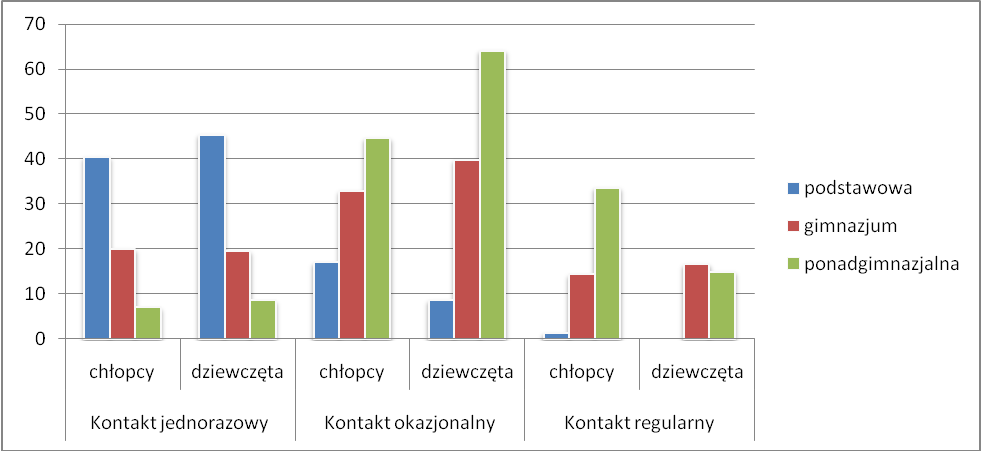 70
60
50
40
30
20
10
0
chłopcy dziewczęta chłopcy dziewczęta chłopcy dziewczęta
Kontakt jednorazowy Kontakt okazjonalny Kontakt regularny
podstawowa
gimnazjum
ponadgimnazjalna